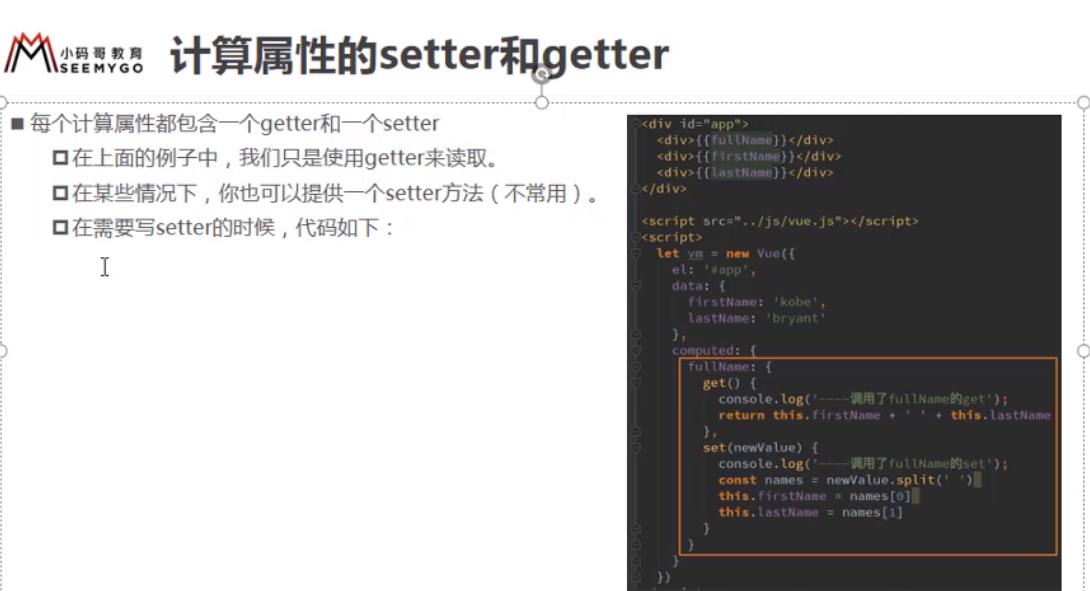 小码哥教育
SEEMYGO
计算属性的setter和getter
每个计算属性都包含一个getter和一个setter
在上面的例子中，我们只是使用getter来读取。
在某些情况下，你也可以提供一个setter方法（不常用）。
在需要写setter的时候，代码如下：
<div id="app">
<div>{{fullName}}</div>
<div>{{firstName}}</div>
<div>{{lastName}}</div>
</div>
<script src="../js/vue.js"></script>
<script>
let vm = new Vue({
el: '#app',
data: {
firstName: 'kobe',
lastName: 'bryant'
},
computed: {
fullName: {
get() {
console.log('----调用了fullName的get');
return this.firstName + ' ' + this.lastName
},
set(newValue) {
console.log('----调用了fullName的set');
const names = newValue.split(' ')
this.firstName = names[0]
this.lastName = names[1]
}
}
}
})